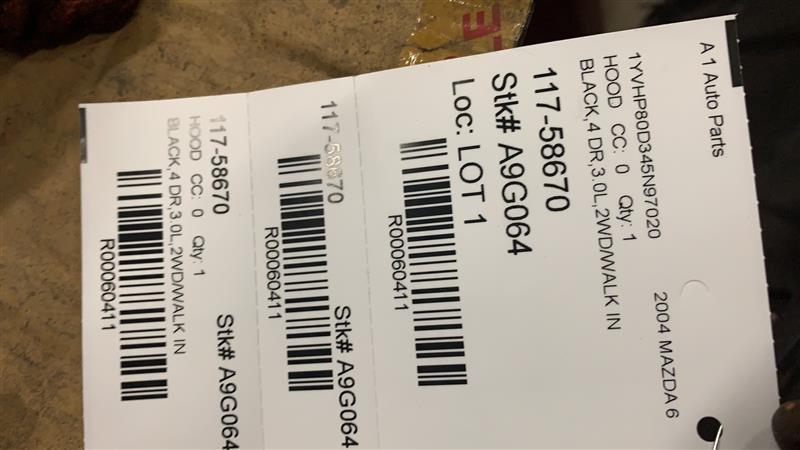 A 1 Auto Parts
2004 MAZDA 6
1YVHP80D345N97020
HOOD CC: 0 Qty: 1
BLACK,4 DR,3.0L,2WD/WALK IN
117-58670
Stk# A9G064
Loc: LOT 1
R00060411
117-58670
Stk# A9G064
R00060411
117-58670
Stk# A9G064
HOOD CC: 0 Qty: 1
BLACK,4 DR,3.0L,2WD/WALK IN
R00060411